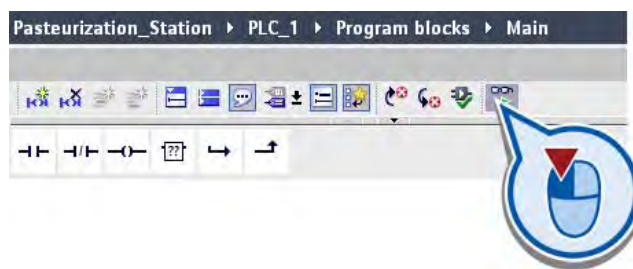 Pasteurization_Station ▸ PLC_1 ▸ Program blocks ▸ Main
??